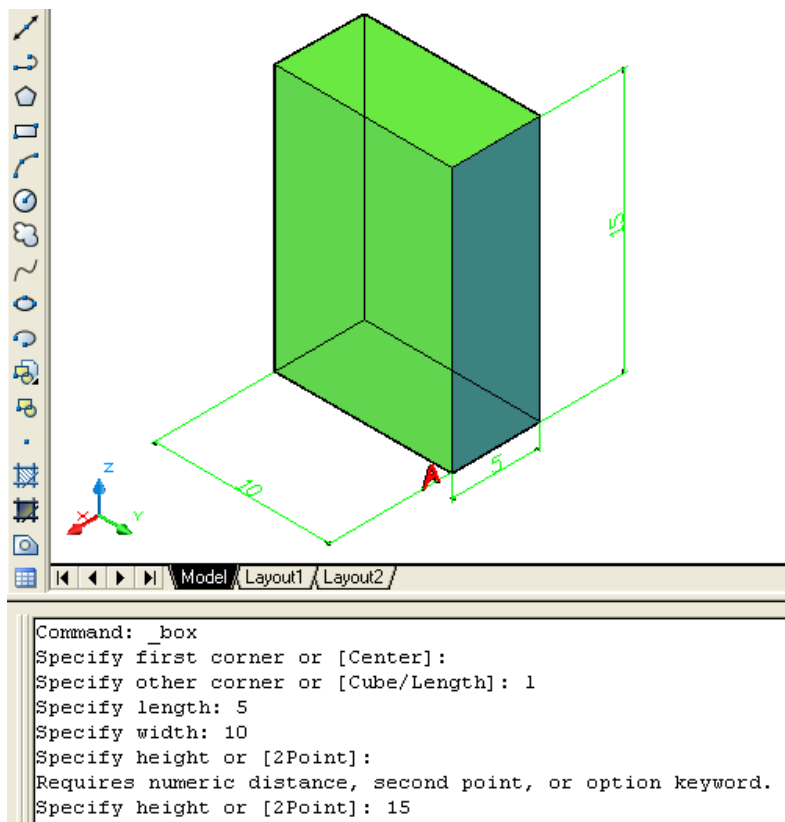 15
10
A
5
Z
X Y
Model Layout1 Layout2
Command: _box
Specify first corner or [Center]:
Specify other corner or [Cube/Length]: l
Specify length: 5
Specify width: 10
Specify height or [2Point]:
Requires numeric distance, second point, or option keyword.
Specify height or [2Point]: 15